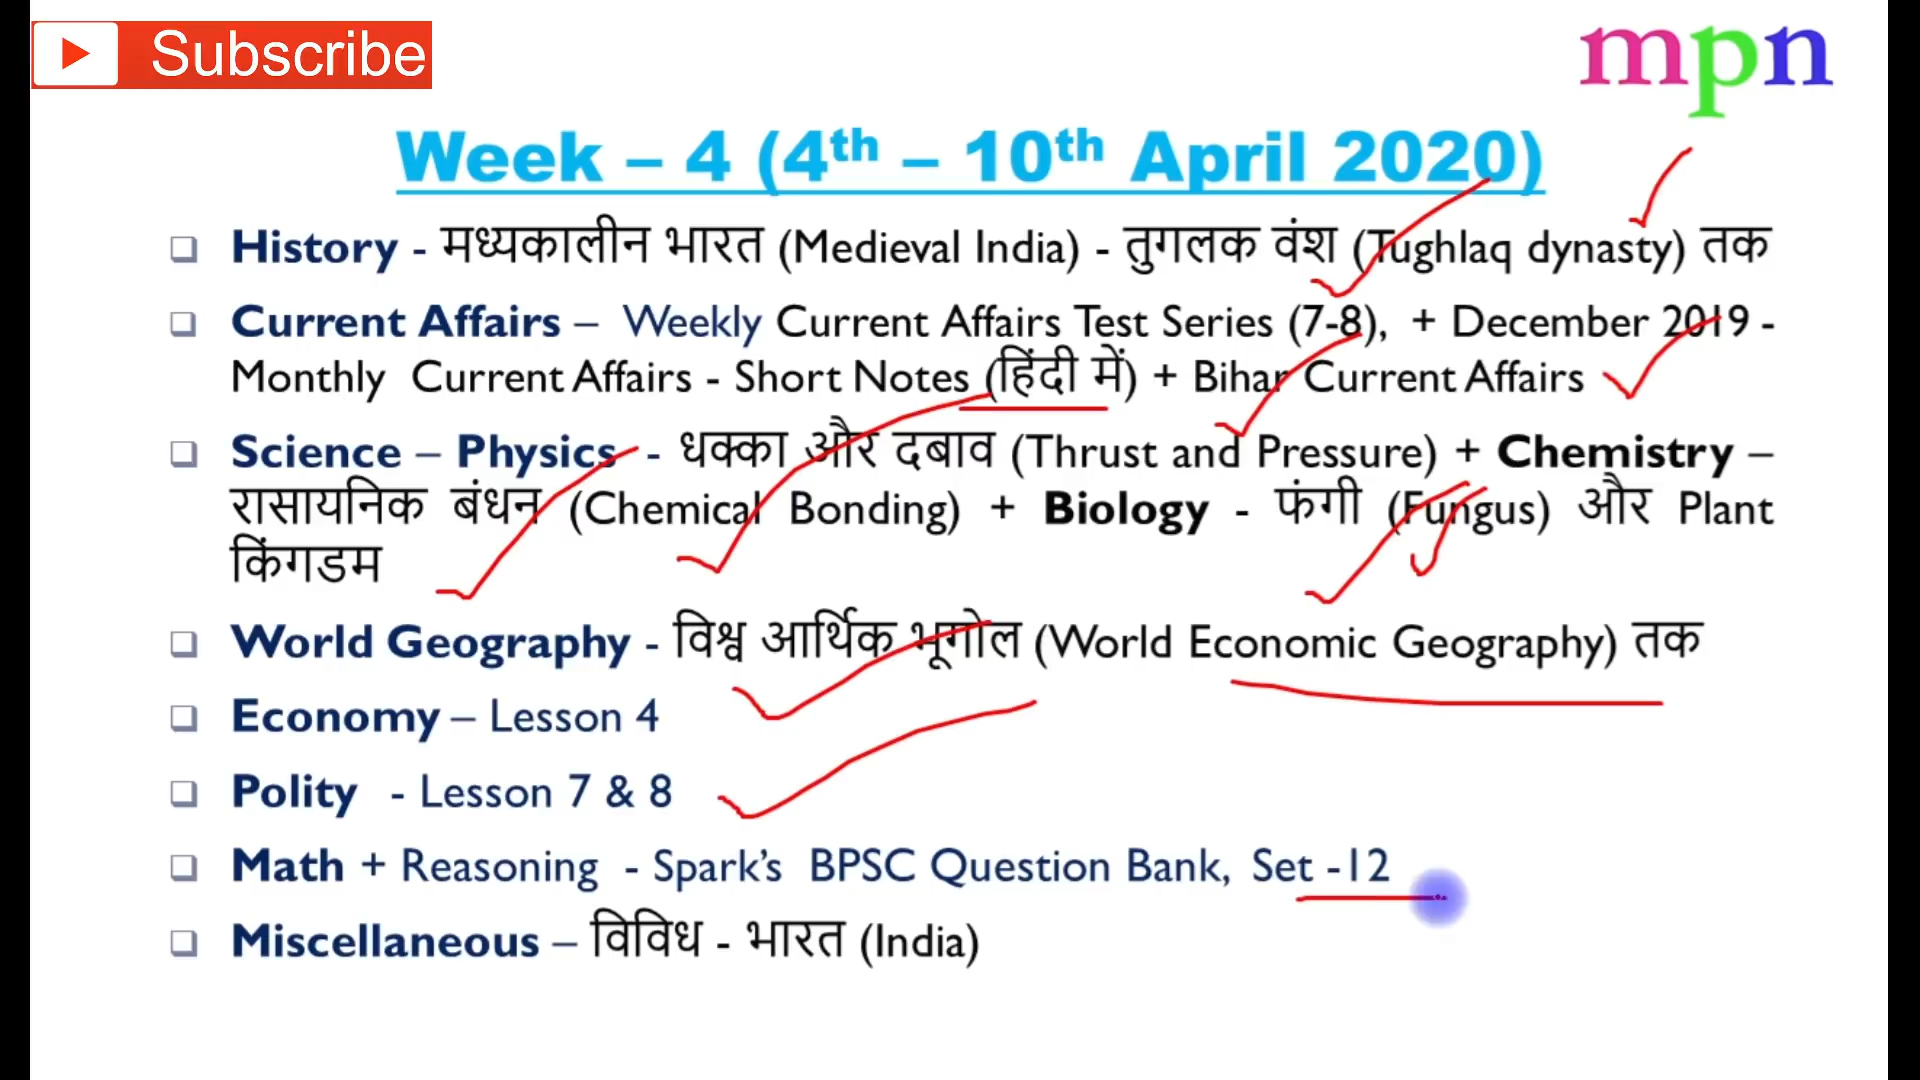 Subscribe
mpn
Week – 4 (4th – 10th April 2020)
History - मध्यकालीन भारत (Medieval India) - तुगलक वंश (Tughlaq dynasty) तक
Current Affairs – Weekly Current Affairs Test Series (7-8), + December 2019 -
Monthly Current Affairs - Short Notes (हिंदी में) + Bihar Current Affairs
Science – Physics - धक्का और दबाव (Thrust and Pressure) + Chemistry –
रासायनिक बंधन (Chemical Bonding) + Biology - फंगी (Fungus) और Plant
किंगडम
World Geography - विश्व आर्थिक भूगोल (World Economic Geography) तक
Economy – Lesson 4
Polity - Lesson 7 & 8
Math + Reasoning - Spark's BPSC Question Bank, Set -12
Miscellaneous – विविध - भारत (India)